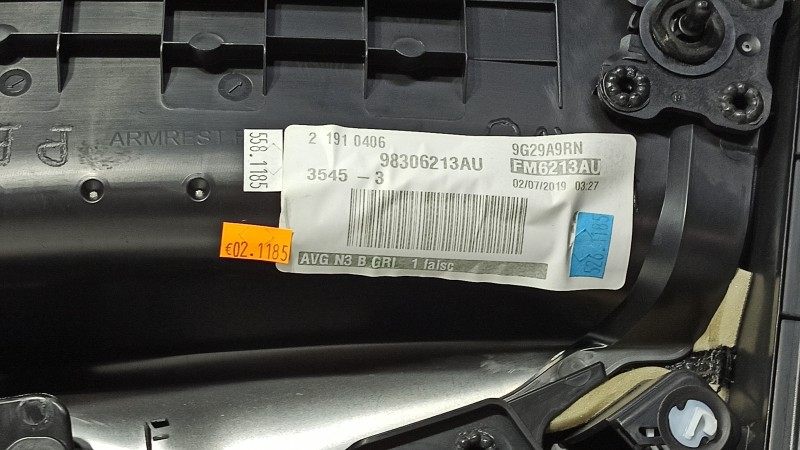 ARMREST
558.1185
2 191 0406
98306213AU
3545 - 3
9G29A9RN
FM6213AU
02/07/2019 03:27
€02.1185
AVG N3 B GRI 1 faisc